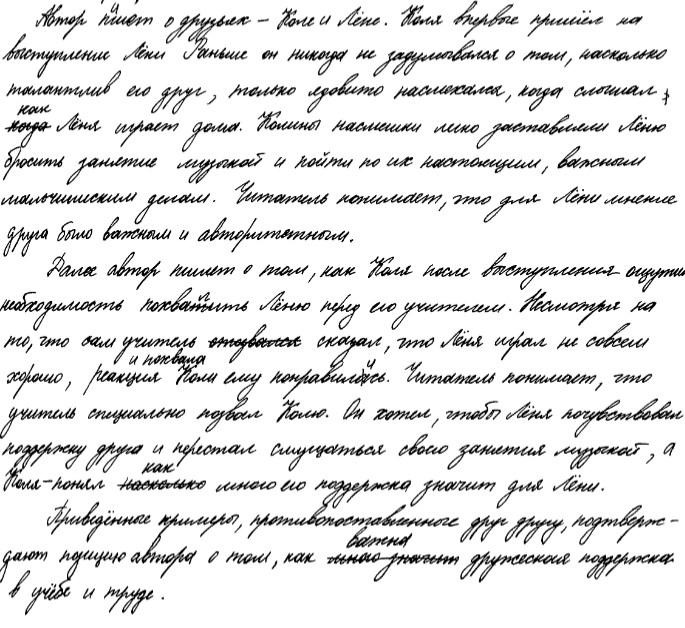 Автор пишет о друзьях – Коле и Лёне. Коля впервые пришёл на
выступление Лёни Раньше он никогда не задумывался о том, насколько
талантлив его друг, только ядовито насмехался, когда слышал,
как
когда Лёня играет дома. Колины насмешки легко заставляли Лёню
бросить занятие музыкой и пойти по их настоящим, важным
мальчишеским делам. Читатель понимает, что для Лёни мнение
друга было важным и авторитетным.
Далее автор пишет о том, как Коля после выступления ощутил
необходимость похвалить Лёню перед его учителем. Несмотря на
то, что сам учитель отозвался сказал, что Лёня играл не совсем
и похвала
хорошо, реакция Коли ему понравилась. Читатель понимает, что
учитель специально позвал Колю. Он хотел, чтобы Лёня почувствовал
поддержку друга и перестал смущаться своего занятия музыкой, а
как
Коля–понял насколько много его поддержка значит для Лёни.
Приведённые примеры, противопоставленные друг другу, подтверж-
важна
дают позицию автора о том, как много значит дружеская поддержка
в учёбе и труде.